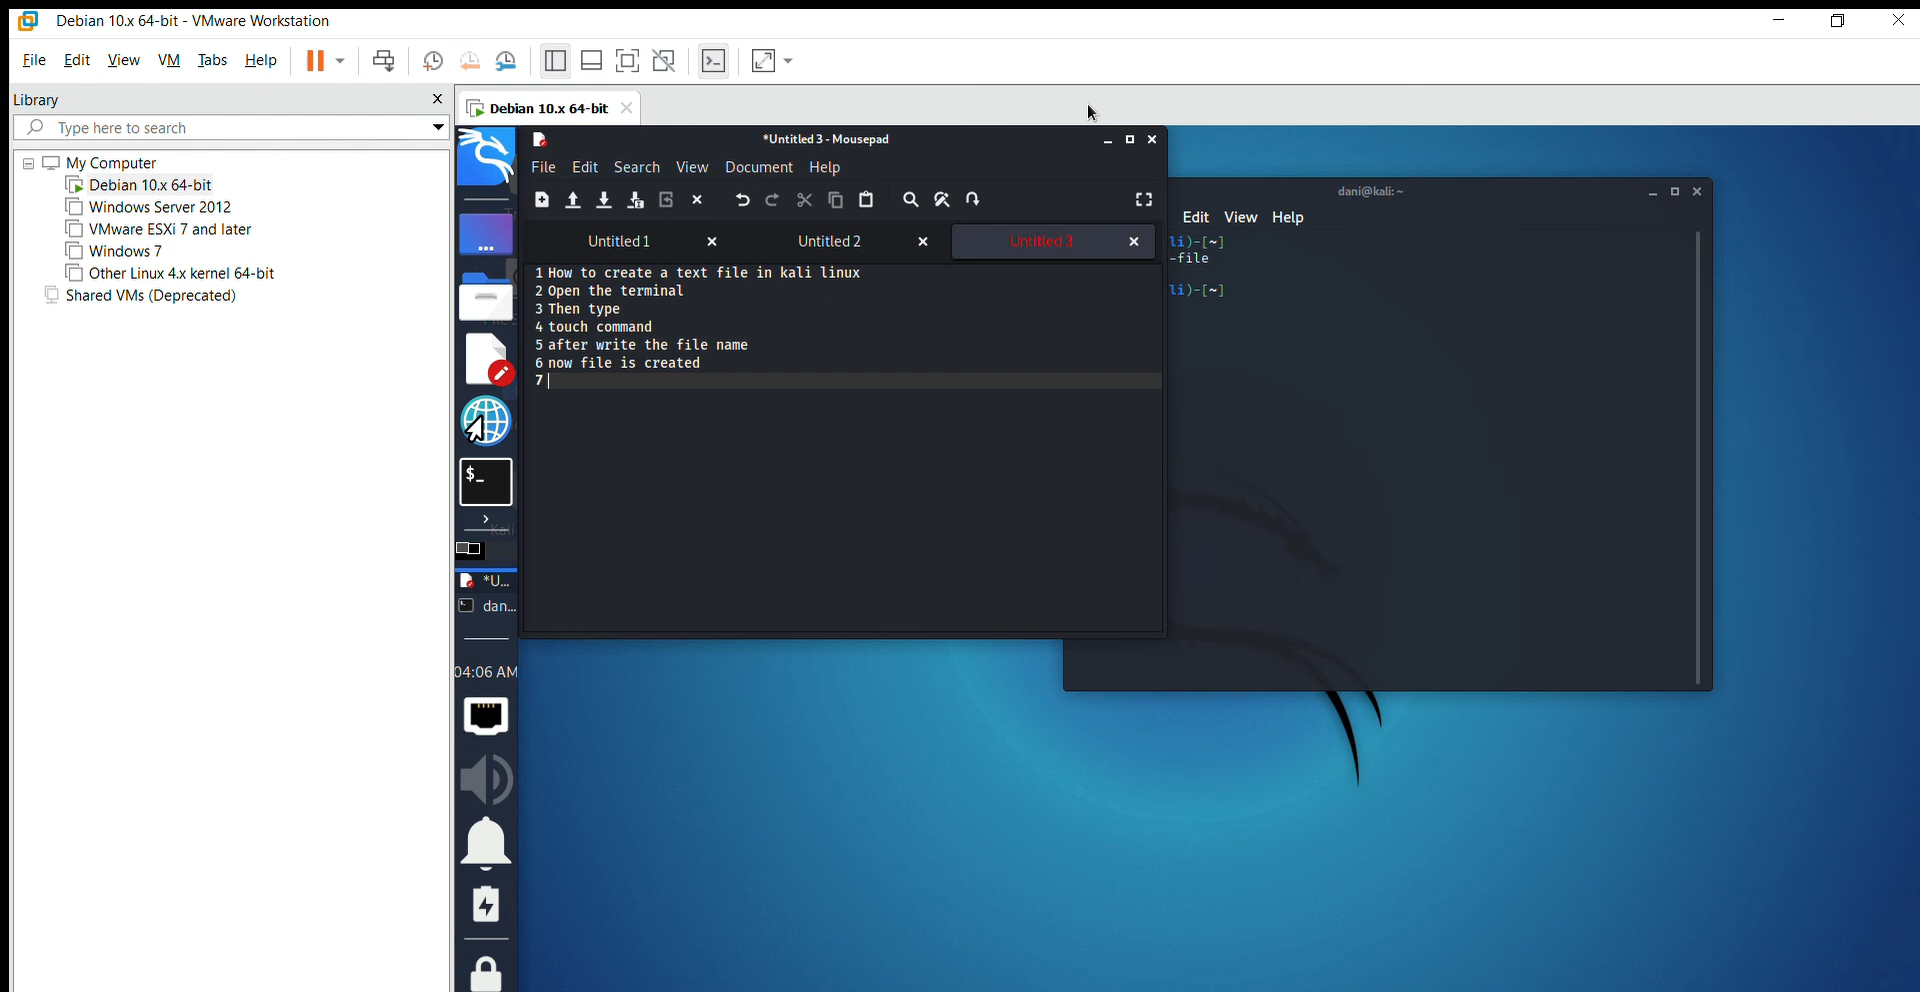 Debian 10.x 64-bit - VMware Workstation
File Edit View VM Tabs Help
Library
Type here to search
My Computer
Debian 10.x 64-bit
Windows Server 2012
VMware ESXi 7 and later
Windows 7
Other Linux 4.x kernel 64-bit
Shared VMs (Deprecated)
Debian 10.x 64-bit
*Untitled 3 - Mousepad
File Edit Search View Document Help
Untitled 1
Untitled 2
Untitled 3
1 How to create a text file in kali linux
2 Open the terminal
3 Then type
4 touch command
5 after write the file name
6 now file is created
7
dani@kali: ~
Edit View Help
li)-[~]
-file
li)-[~]
$_
Kali
*U...
dan...
04:06 AM